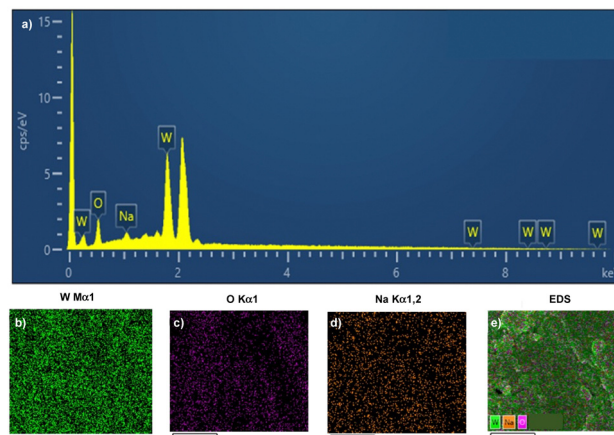 a)
15
10
5
0
cps/eV
W
O
Na
W
W
W
W
W
0
2
4
6
8
ke
W Mα1
O Kα1
Na Kα1,2
EDS
b)
c)
d)
e)
W
Na
O